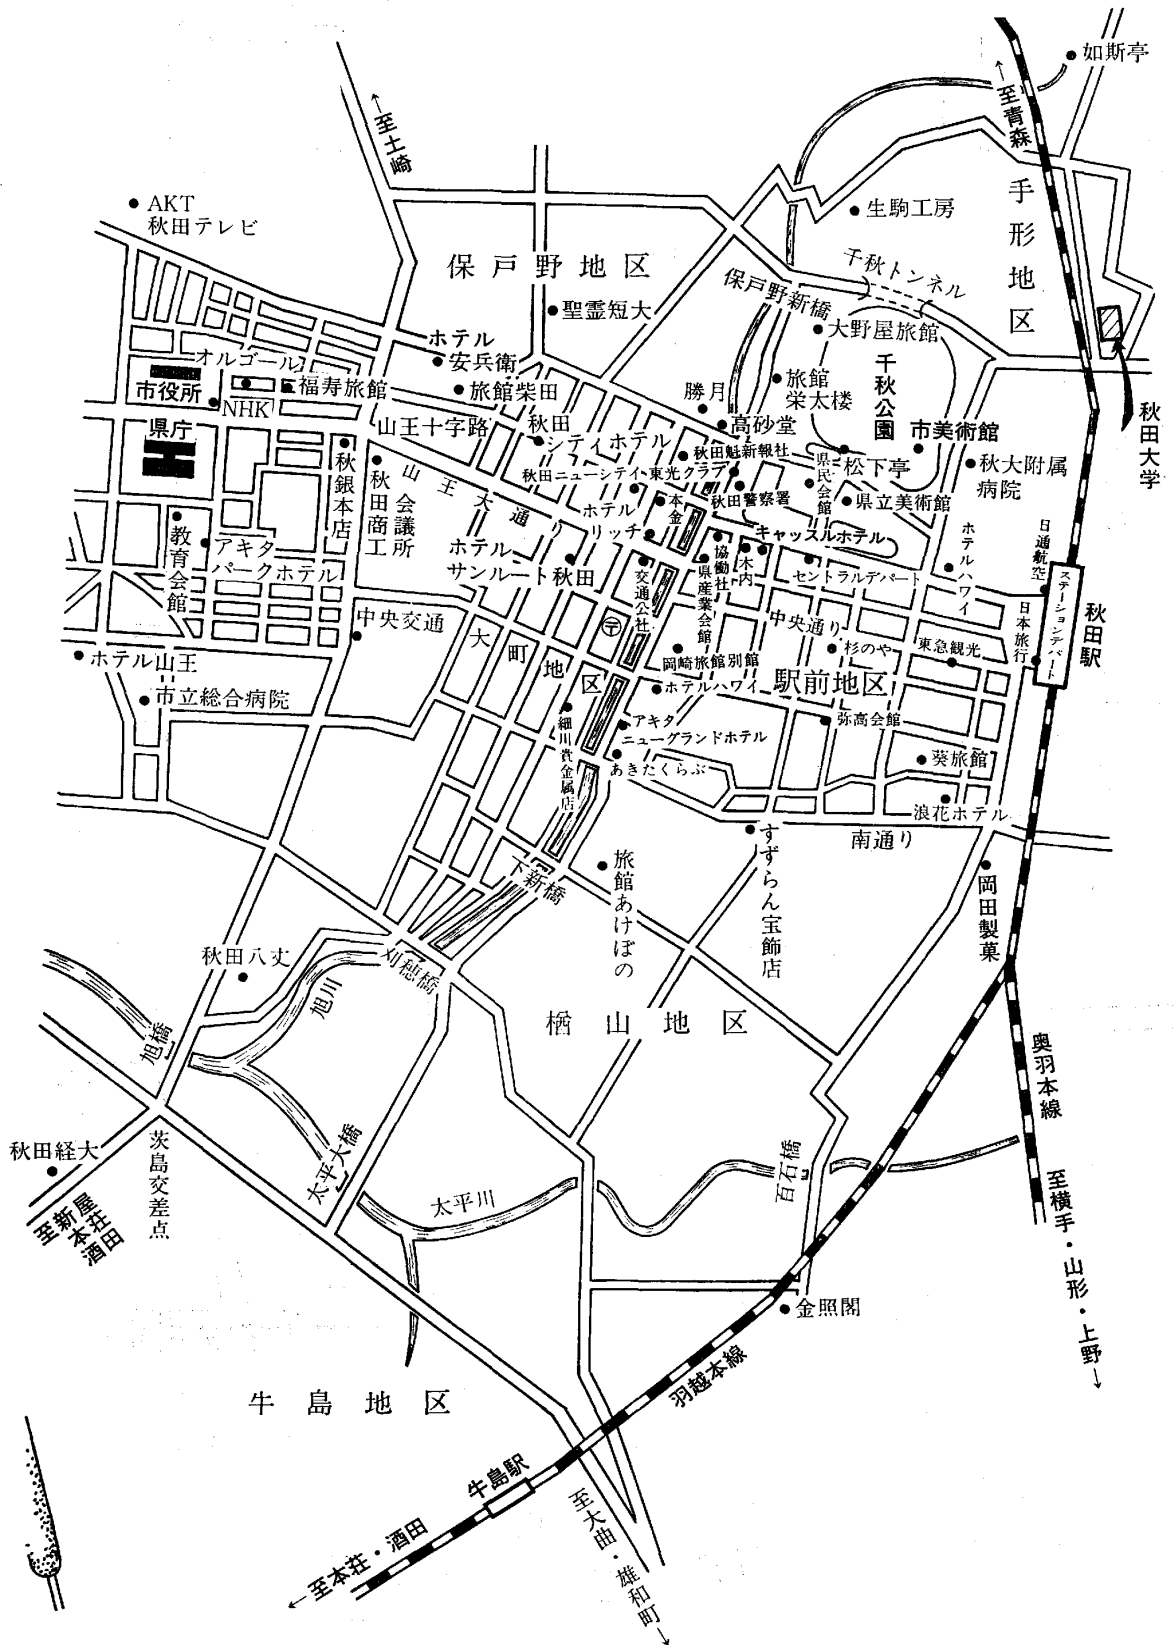 如斯亭
←至青森
手形地区
←至土崎
AKT
秋田テレビ
生駒工房
保戸野地区
千秋トンネル
保戸野新橋
聖霊短大
大野屋旅館
ホテル
安兵衛
オルゴール
市役所
福寿旅館
NHK
旅館柴田
旅館
栄太楼
千秋公園
勝月
高砂堂
市美術館
秋田大学
県庁
山王十字路
秋田
シティホテル
秋田魁新報社
秋田ニューシティ・東光クラブ
県民会館
松下亭
秋大附属
病院
秋銀本店
秋田商工
会議所
山王大通り
本金
秋田警察署
県立美術館
ホテル
リッチ
キャッスルホテル
教育会館
アキタ
パークホテル
ホテル
サンルート秋田
交通公社
協働社
木内
県産業会館
セントラルデパート
ホテルハワイ
日通航空
ステーションデパート
秋田駅
日本旅行
中央交通
大町地区
〒
中央通り
杉のや
東急観光
ホテル山王
市立総合病院
岡崎旅館別館
ホテルハワイ
駅前地区
細川貴金属店
アキタ
ニューグランドホテル
弥高会館
あきたくらぶ
葵旅館
浪花ホテル
南通り
すずらん宝飾店
下新橋
旅館あけぼの
岡田製菓
秋田八丈
刈穂橋
旭川
楢山地区
旭橋
奥羽本線
秋田経大
茨島交差点
太平大橋
太平川
百石橋
至新屋
本荘
酒田
至横手・山形・上野→
金照閣
羽越本線
牛島地区
牛島駅
←至本荘・酒田
至大曲・雄和町→